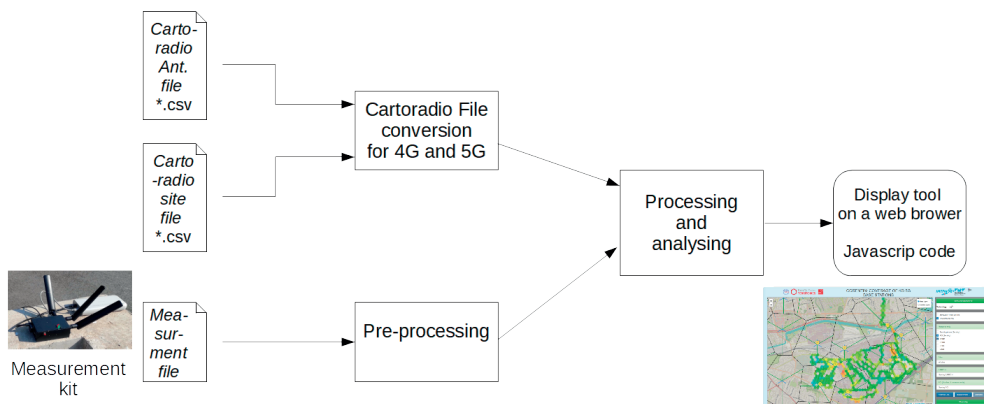 Carto-
radio
Ant.
file
*.csv
Carto
-radio
site
file
*.csv
Measurement
kit
Mea-
sur-
ment
file
Cartoradio File
conversion
for 4G and 5G
Pre-processing
Processing
and
analysing
Display tool
on a web brower
Javascrip code